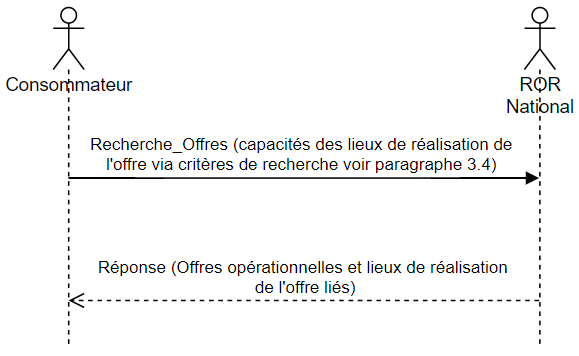 Consommateur
ROR
National
Recherche_Offres (capacités des lieux de réalisation de
l'offre via critères de recherche voir paragraphe 3.4)
Réponse (Offres opérationnelles et lieux de réalisation
de l'offre liés)